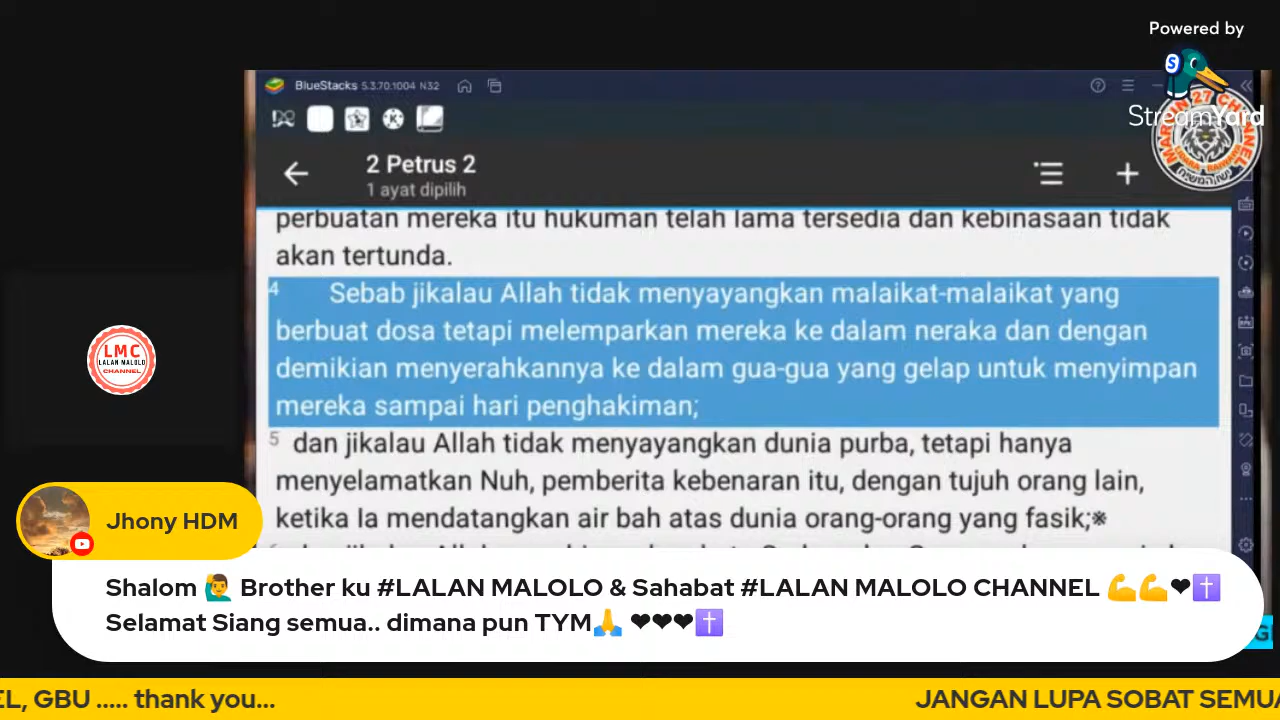 Powered by
StreamYard
BlueStacks 5.3.70.1004 N32
MARTIN 27 CHANNEL
2 Petrus 2
1 ayat dipilih
perbuatan mereka itu hukuman telah lama tersedia dan kebinasaan tidak
akan tertunda.
4 Sebab jikalau Allah tidak menyayangkan malaikat-malaikat yang
berbuat dosa tetapi melemparkan mereka ke dalam neraka dan dengan
demikian menyerahkannya ke dalam gua-gua yang gelap untuk menyimpan
mereka sampai hari penghakiman;
5 dan jikalau Allah tidak menyayangkan dunia purba, tetapi hanya
menyelamatkan Nuh, pemberita kebenaran itu, dengan tujuh orang lain,
ketika Ia mendatangkan air bah atas dunia orang-orang yang fasik;※
LMC
LALAN MALOLO
CHANNEL
Jhony HDM
Shalom 🙋‍♂️ Brother ku #LALAN MALOLO & Sahabat #LALAN MALOLO CHANNEL 💪💪❤✝️
Selamat Siang semua.. dimana pun TYM🙏 ❤❤❤✝️
EL, GBU ..... thank you... JANGAN LUPA SOBAT SEMUA